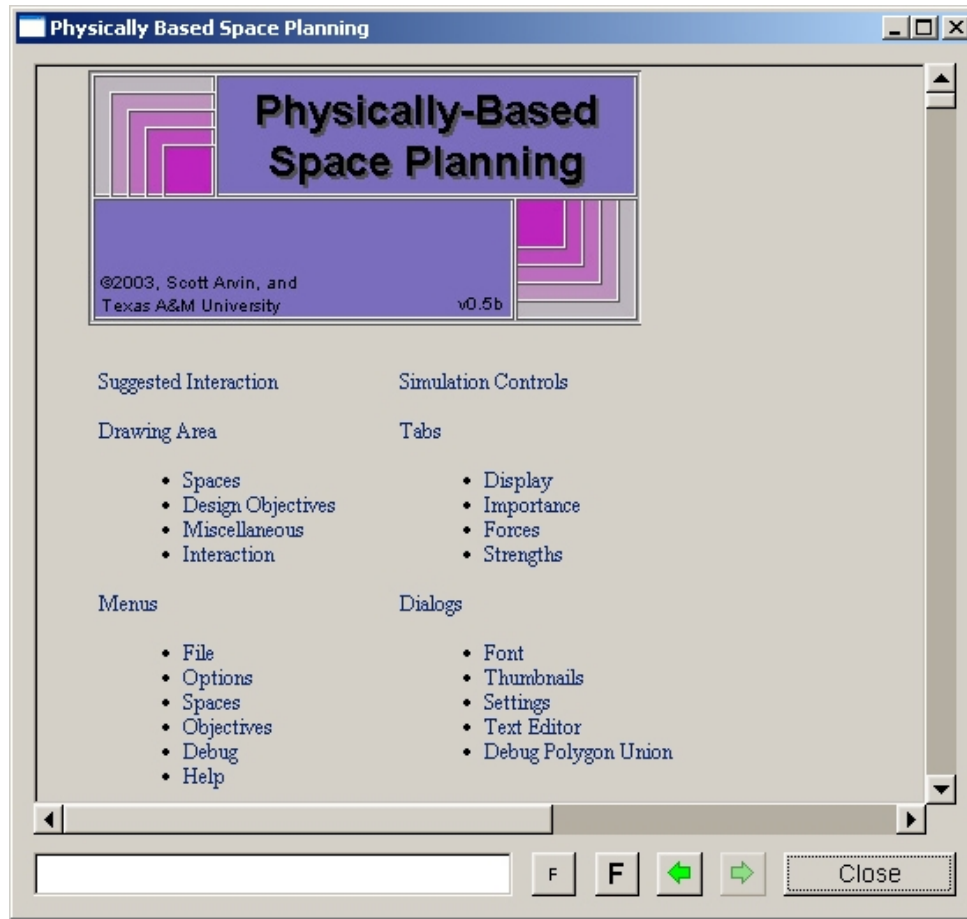 Physically Based Space Planning
Physically-Based
Space Planning
©2003, Scott Arvin, and
Texas A&M University
v0.5b
Suggested Interaction
Simulation Controls
Drawing Area
Spaces
Design Objectives
Miscellaneous
Interaction
Tabs
Display
Importance
Forces
Strengths
Menus
File
Options
Spaces
Objectives
Debug
Help
Dialogs
Font
Thumbnails
Settings
Text Editor
Debug Polygon Union
F
F
Close